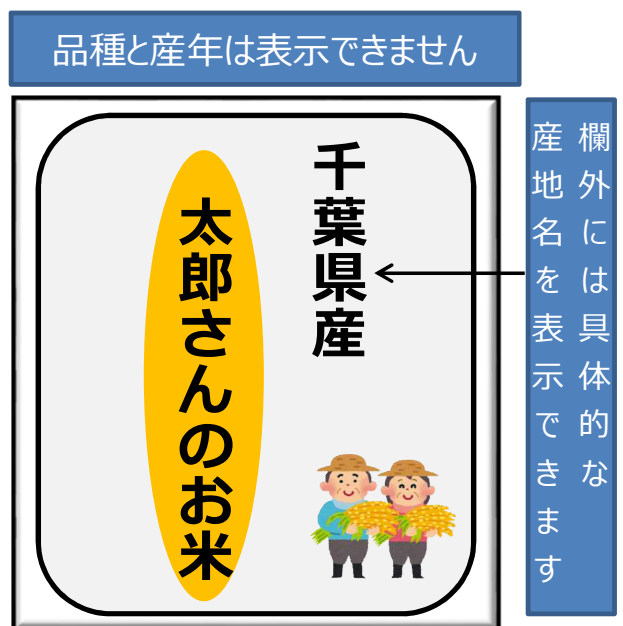 品種と産年は表示できません
欄外には具体的な
産地名を表示できます
千葉県産
太郎さんのお米